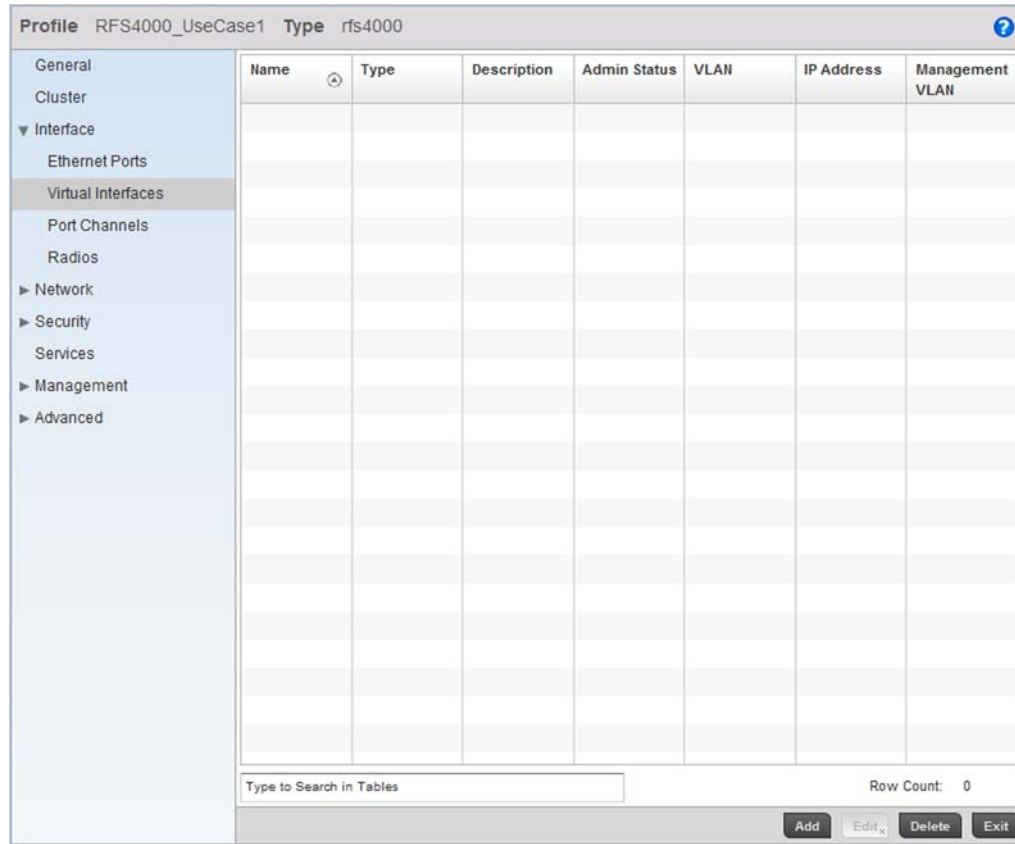 Profile RFS4000_UseCase1 Type rfs4000
General
Cluster
Interface
Ethernet Ports
Virtual Interfaces
Port Channels
Radios
Network
Security
Services
Management
Advanced
Name Type Description Admin Status VLAN IP Address Management VLAN
Type to Search in Tables
Row Count: 0
Add Edit Delete Exit